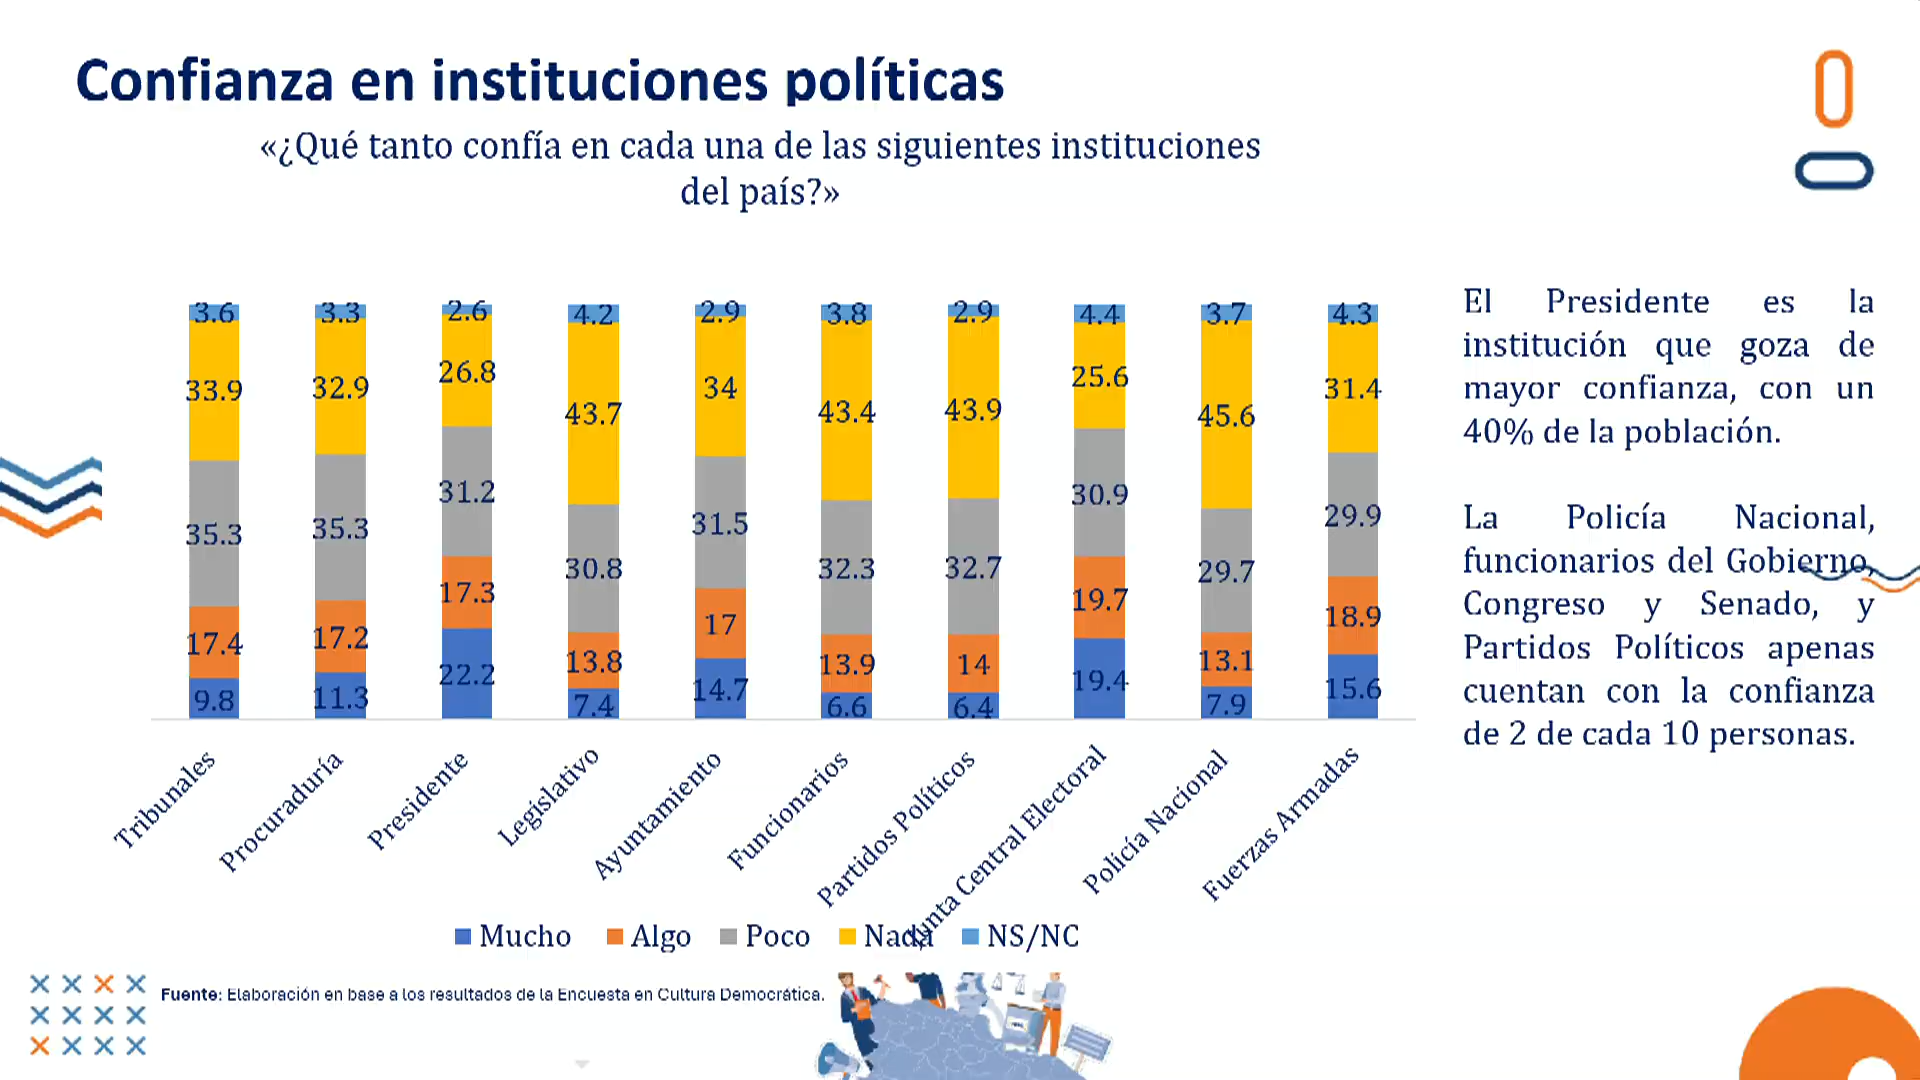 Confianza en instituciones políticas
«¿Qué tanto confía en cada una de las siguientes instituciones
del país?»
3.6 3.3 2.6 4.2 2.9 3.8 2.9 4.4 3.7 4.3
33.9 32.9 26.8 43.7 34 43.4 43.9 25.6 45.6 31.4
35.3 35.3 31.2 30.8 31.5 32.3 32.7 30.9 29.7 29.9
17.4 17.2 17.3 13.8 17 13.9 14 19.7 13.1 18.9
9.8 11.3 22.2 7.4 14.7 6.6 6.4 19.4 7.9 15.6
Tribunales
Procuraduría
Presidente
Legislativo
Ayuntamiento
Funcionarios
Partidos Políticos
Junta Central Electoral
Policía Nacional
Fuerzas Armadas
Mucho Algo Poco Nada NS/NC
El Presidente es la
institución que goza de
mayor confianza, con un
40% de la población.
La Policía Nacional,
funcionarios del Gobierno,
Congreso y Senado, y
Partidos Políticos apenas
cuentan con la confianza
de 2 de cada 10 personas.
Fuente: Elaboración en base a los resultados de la Encuesta en Cultura Democrática.